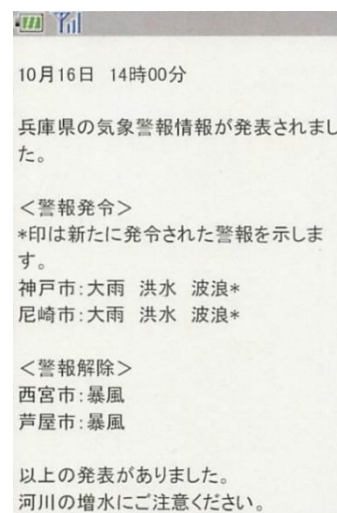 10月16日 14時00分
兵庫県の気象警報情報が発表されまし
た。
＜警報発令＞
*印は新たに発令された警報を示しま
す。
神戸市:大雨 洪水 波浪*
尼崎市:大雨 洪水 波浪*
＜警報解除＞
西宮市:暴風
芦屋市:暴風
以上の発表がありました。
河川の増水にご注意ください。